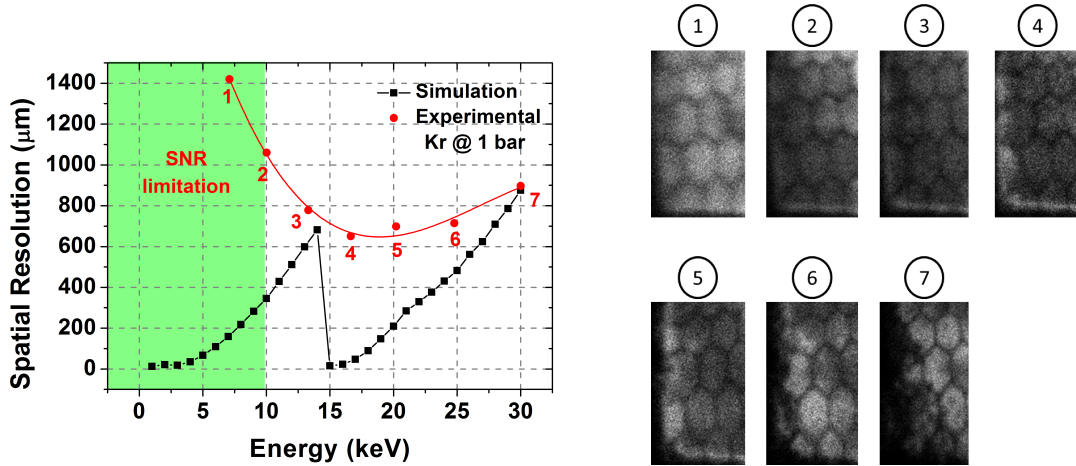 1400
1200
1000
800
600
400
200
0
Spatial Resolution (μm)
0 5 10 15 20 25 30
Energy (keV)
Simulation
Experimental
Kr @ 1 bar
SNR
limitation
1
2
3
4
5
6
7
1 2 3 4
5 6 7